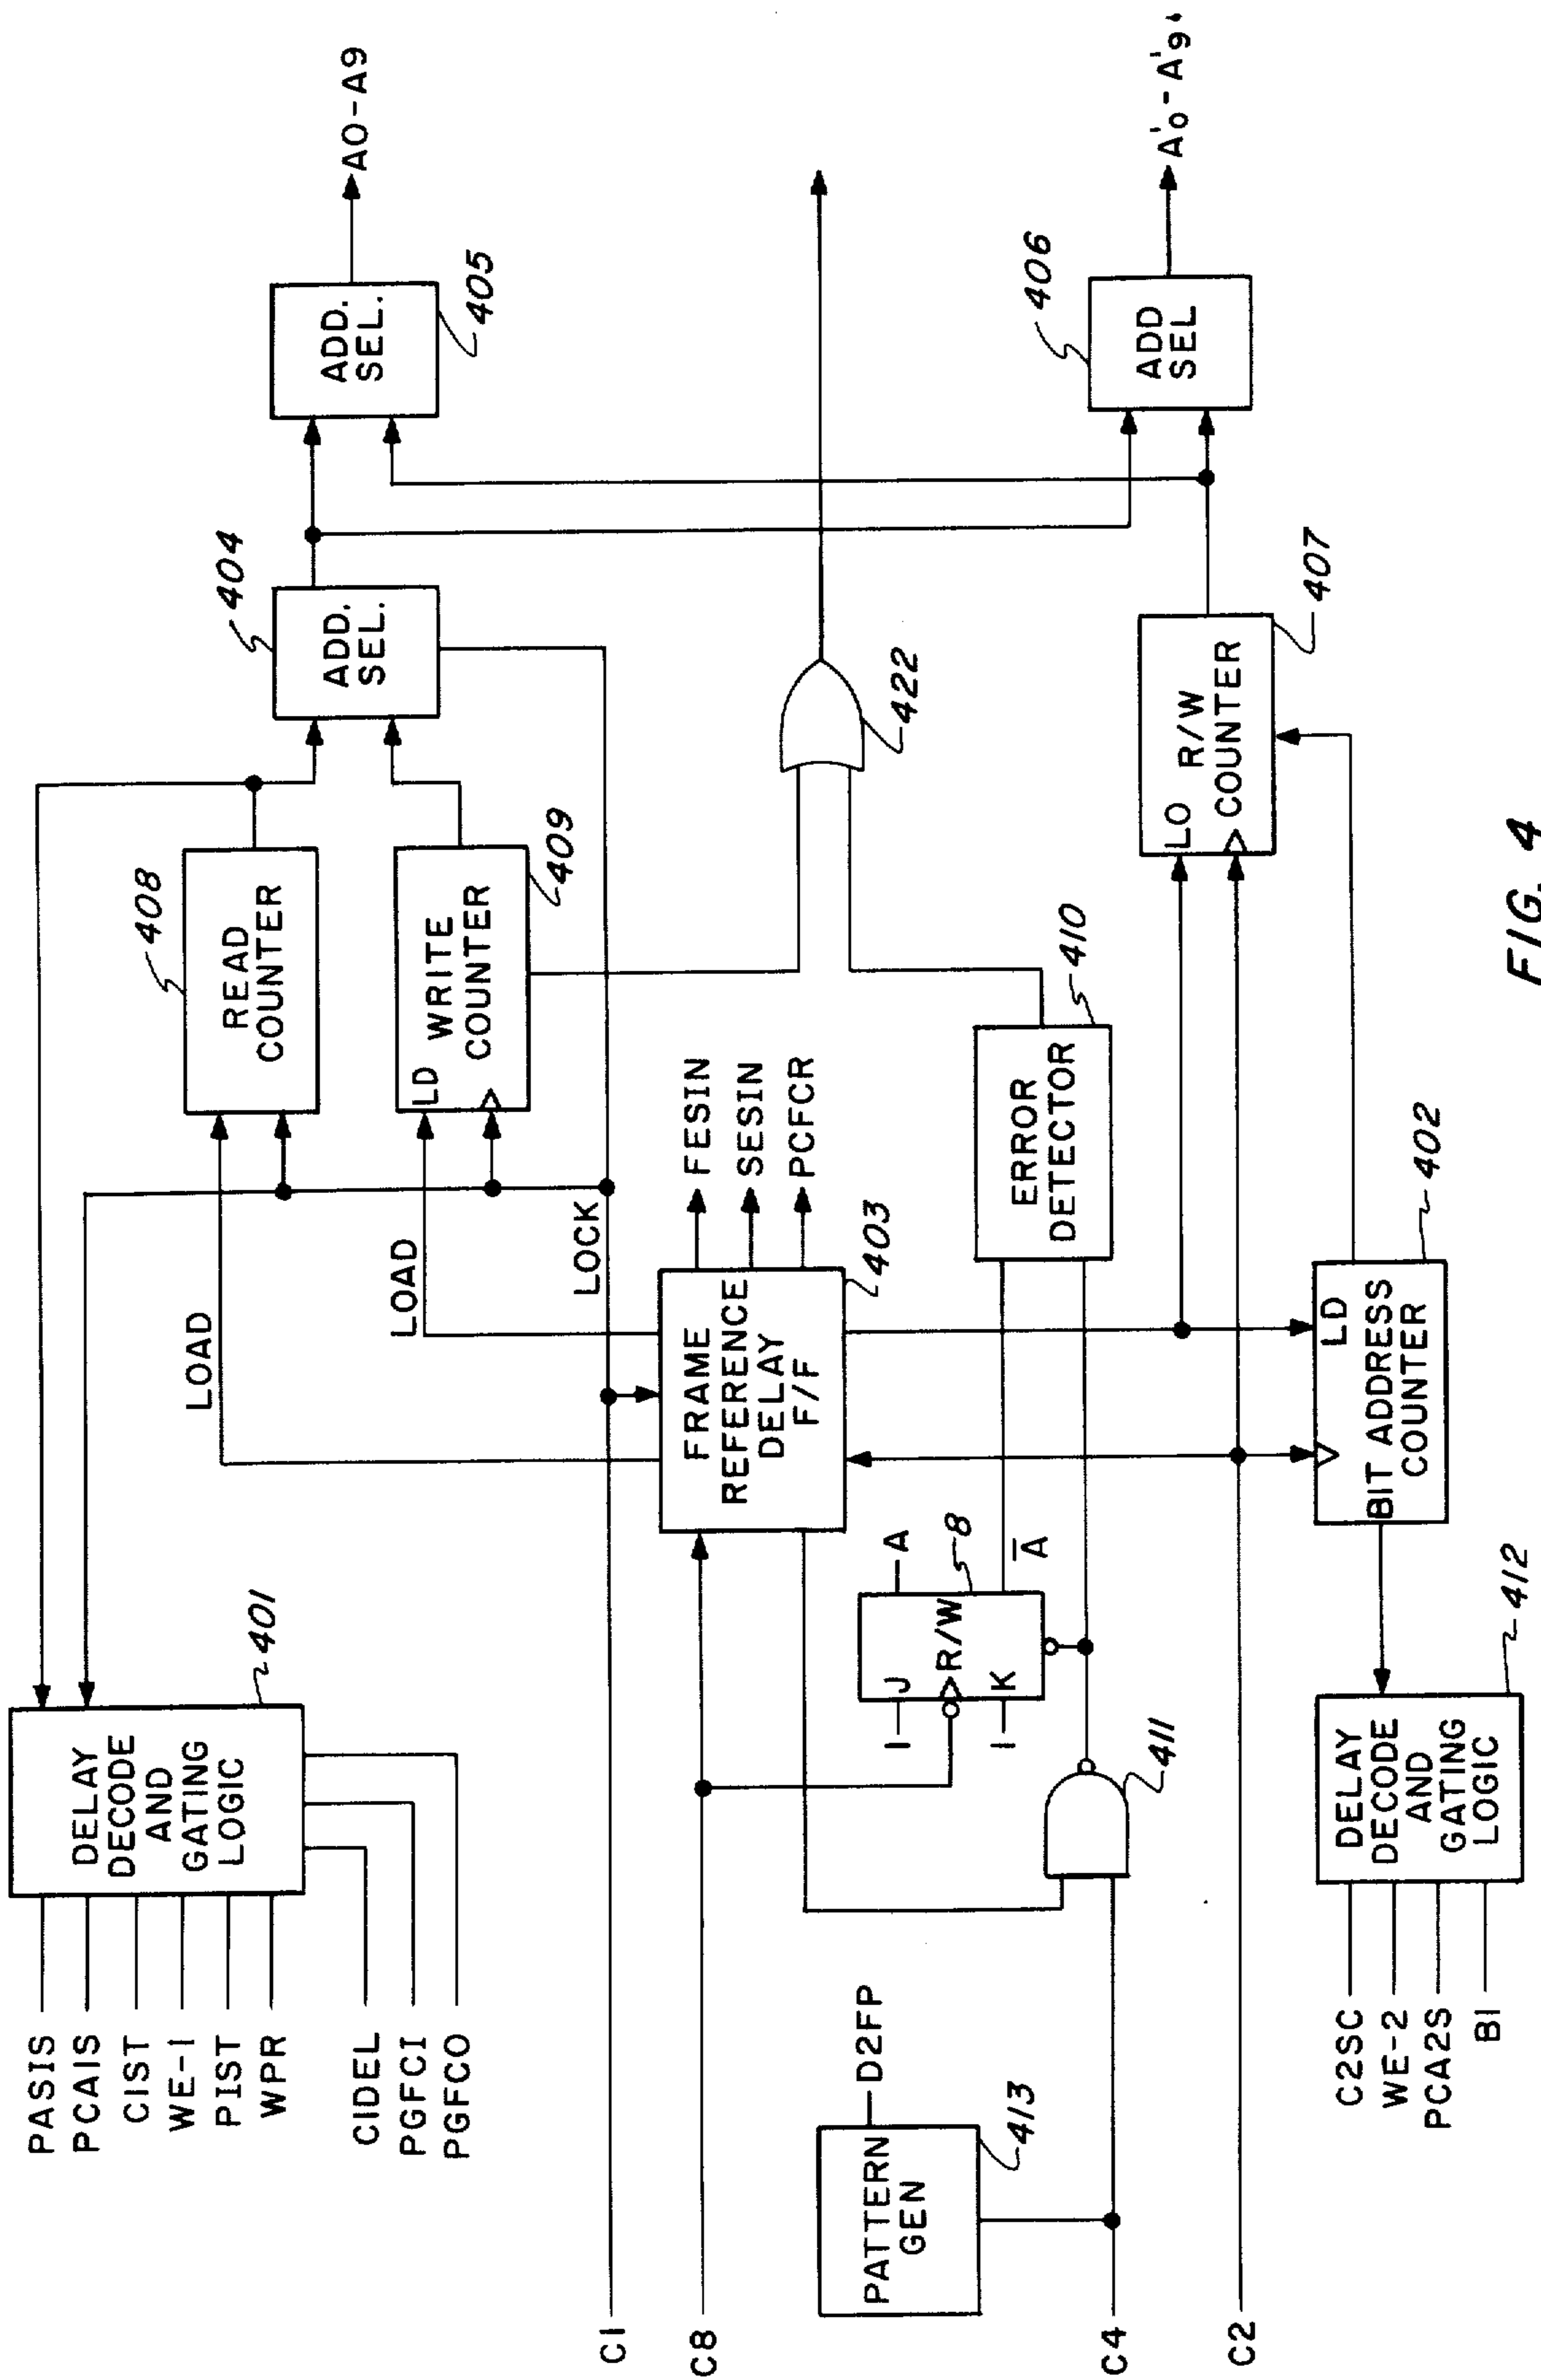 PASIS
PCAIS
CIST
WE-1
PIST
WPR
CIDEL
PGFCI
PGFCO
DELAY
DECODE
AND
GATING
LOGIC
401
LOAD
408
READ
COUNTER
LOAD
LD WRITE
COUNTER
409
404
ADD.
SEL.
ADD.
SEL.
405
A0-A9
C1
LOCK
C8
FRAME
REFERENCE
DELAY
F/F
403
FESIN
SESIN
PCFCR
PATTERN
GEN
413
D2FP
1 J
R/W
1 K
8
A
A̅
411
C4
ERROR
DETECTOR
410
422
C2
LO R/W
COUNTER
407
ADD
SEL
406
A'0-A'9'
LD
BIT ADDRESS
COUNTER
402
C2SC
WE-2
PCA2S
BI
DELAY
DECODE
AND
GATING
LOGIC
412
FIG. 4